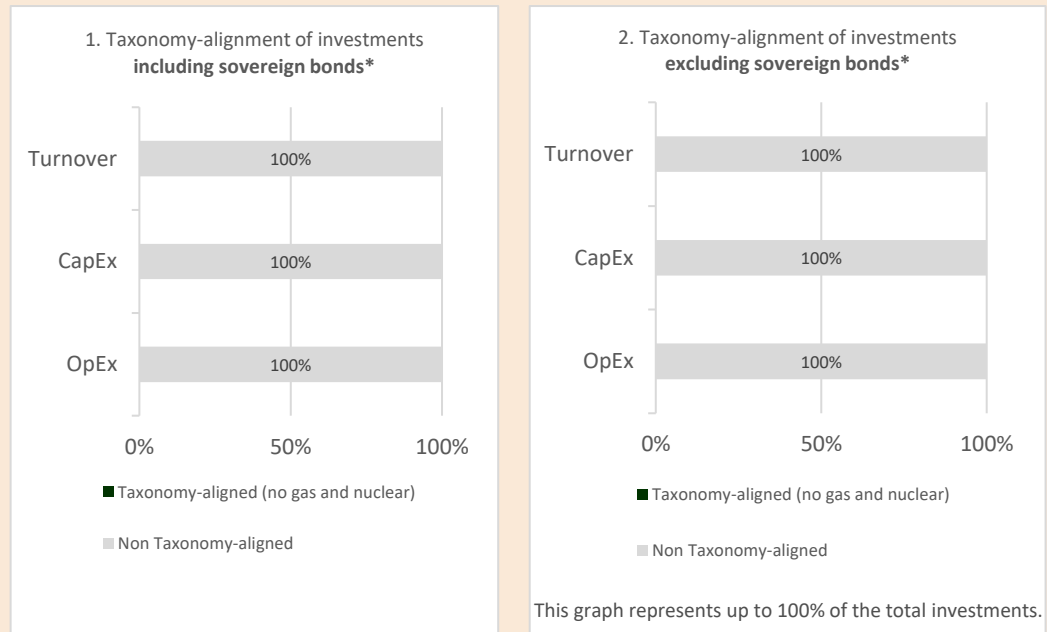 1. Taxonomy-alignment of investments
including sovereign bonds*
Turnover
100%
CapEx
100%
OpEx
100%
0%
50%
100%
Taxonomy-aligned (no gas and nuclear)
Non Taxonomy-aligned
2. Taxonomy-alignment of investments
excluding sovereign bonds*
Turnover
100%
CapEx
100%
OpEx
100%
0%
50%
100%
Taxonomy-aligned (no gas and nuclear)
Non Taxonomy-aligned
This graph represents up to 100% of the total investments.